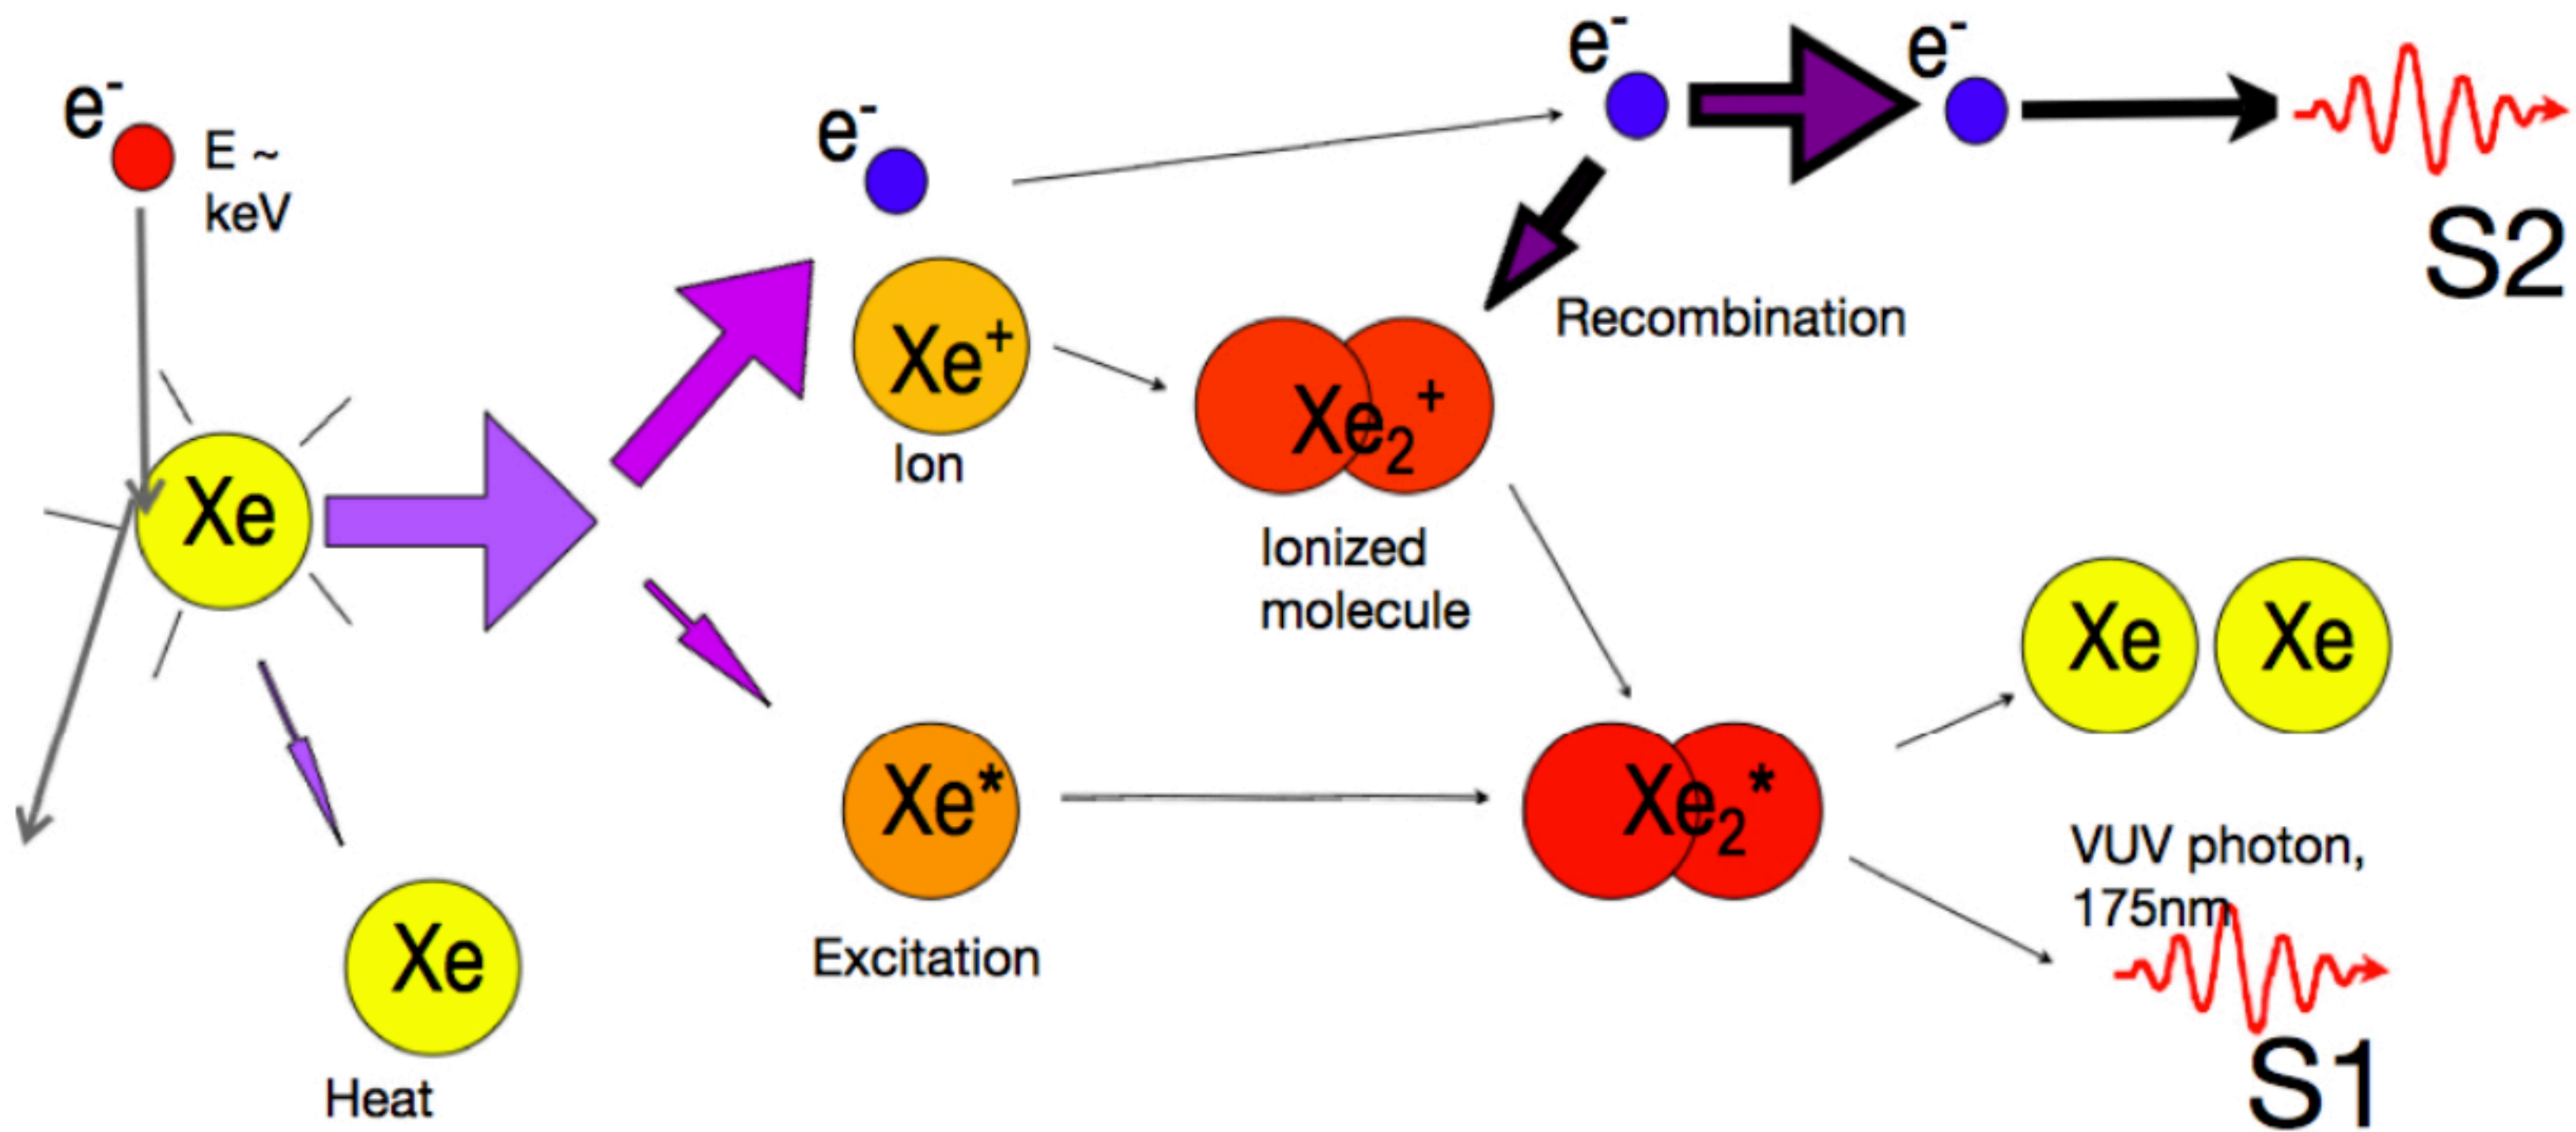 e⁻
E ~
keV
Xe
Xe
Heat
e⁻
Xe⁺
Ion
Xe*
Excitation
Xe₂⁺
Ionized
molecule
e⁻
e⁻
Recombination
S2
Xe₂*
Xe
Xe
VUV photon,
175nm
S1